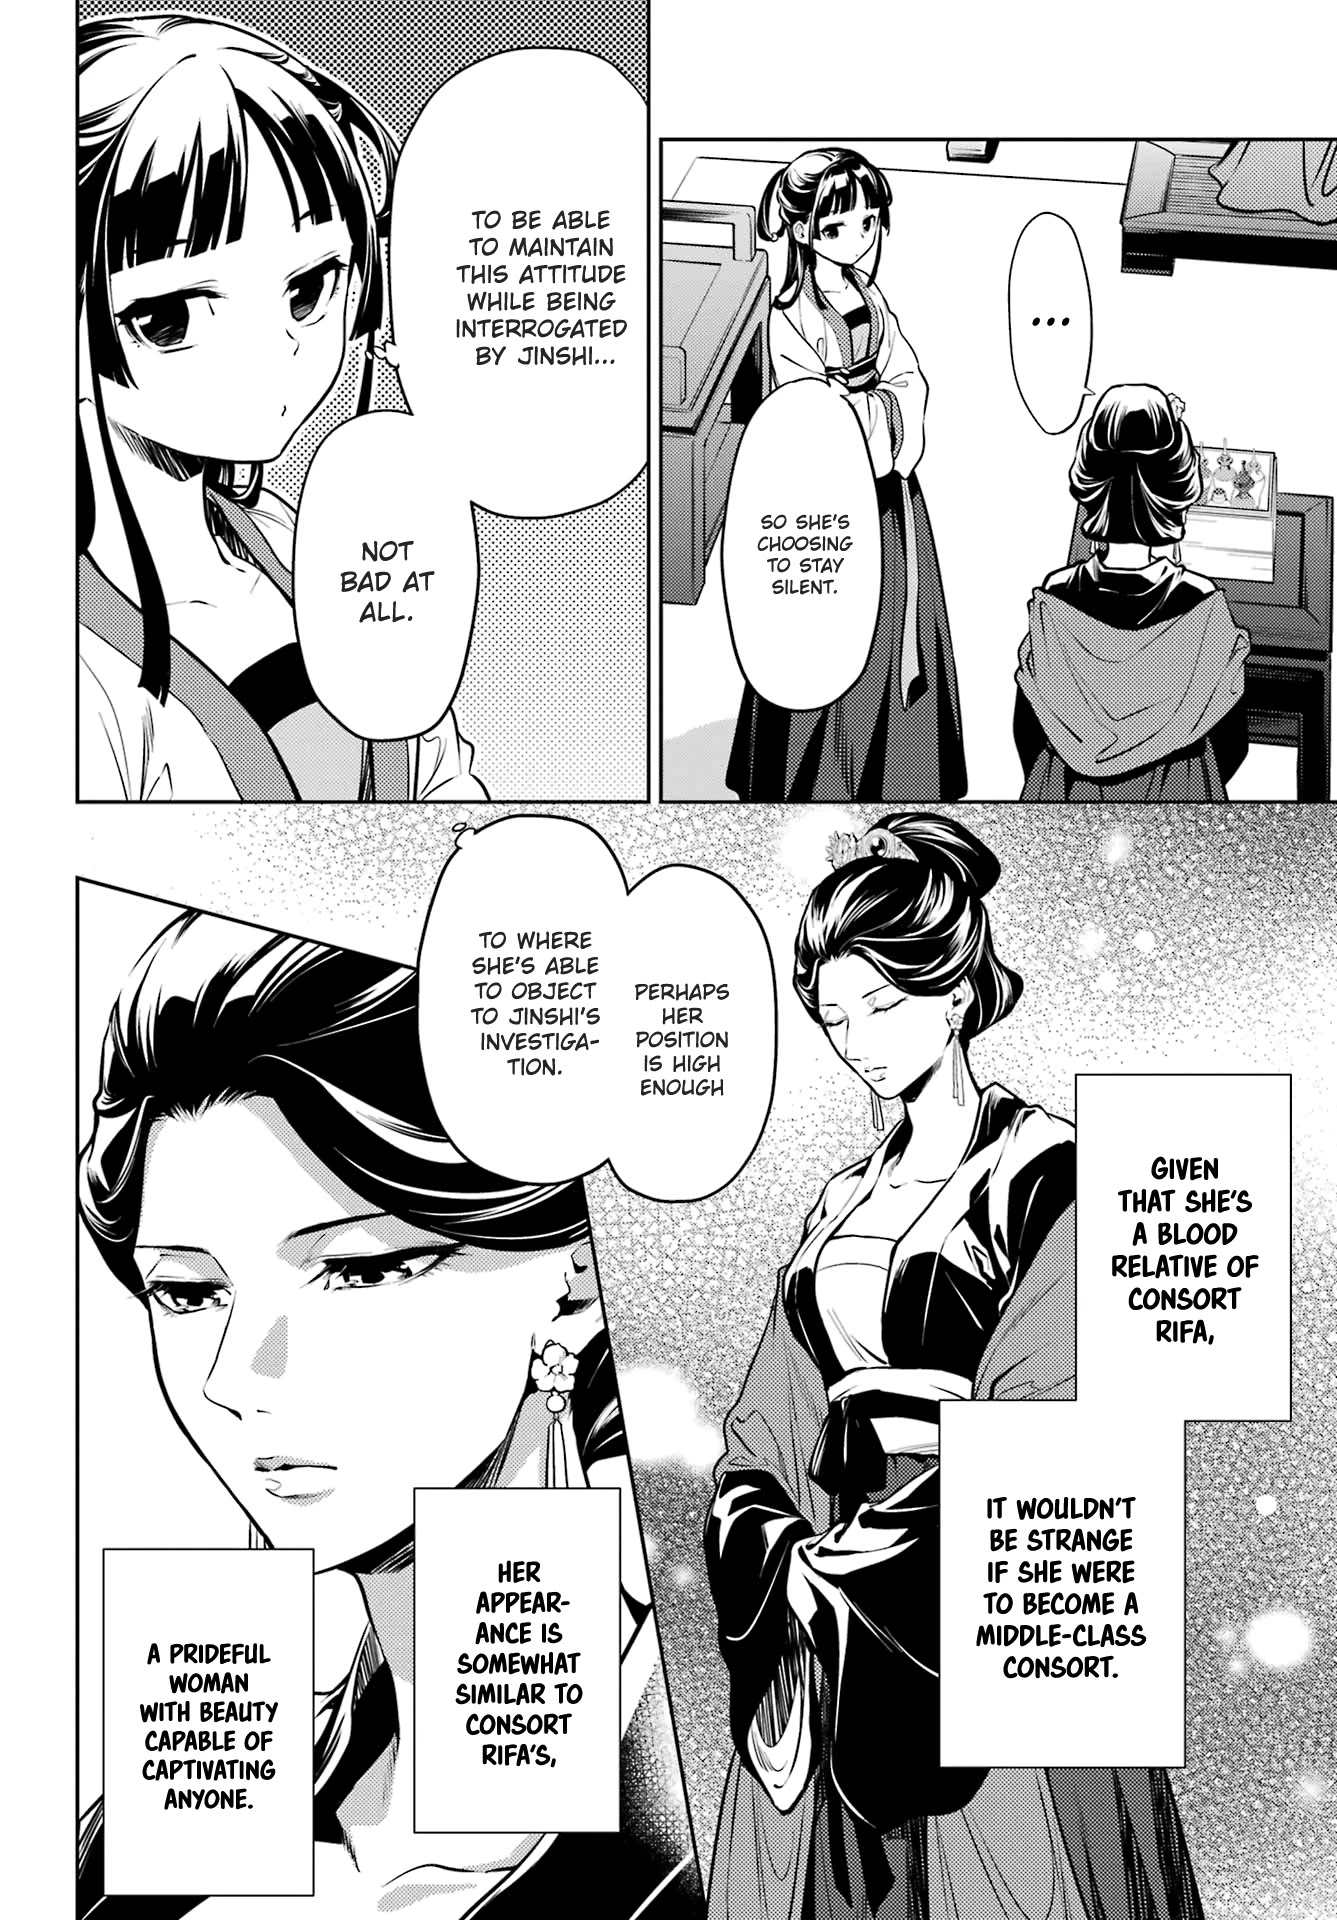 ...
SO SHE'S
CHOOSING
TO STAY
SILENT.
TO BE ABLE
TO MAINTAIN
THIS ATTITUDE
WHILE BEING
INTERROGATED
BY JINSHI...
NOT
BAD AT
ALL.
PERHAPS
HER
POSITION
IS HIGH
ENOUGH
TO WHERE
SHE'S ABLE
TO OBJECT
TO JINSHI'S
INVESTIGA-
TION.
GIVEN
THAT SHE'S
A BLOOD
RELATIVE OF
CONSORT
RIFA,
IT WOULDN'T
BE STRANGE
IF SHE WERE
TO BECOME A
MIDDLE-CLASS
CONSORT.
HER
APPEAR-
ANCE IS
SOMEWHAT
SIMILAR TO
CONSORT
RIFA'S,
A PRIDEFUL
WOMAN
WITH BEAUTY
CAPABLE OF
CAPTIVATING
ANYONE.